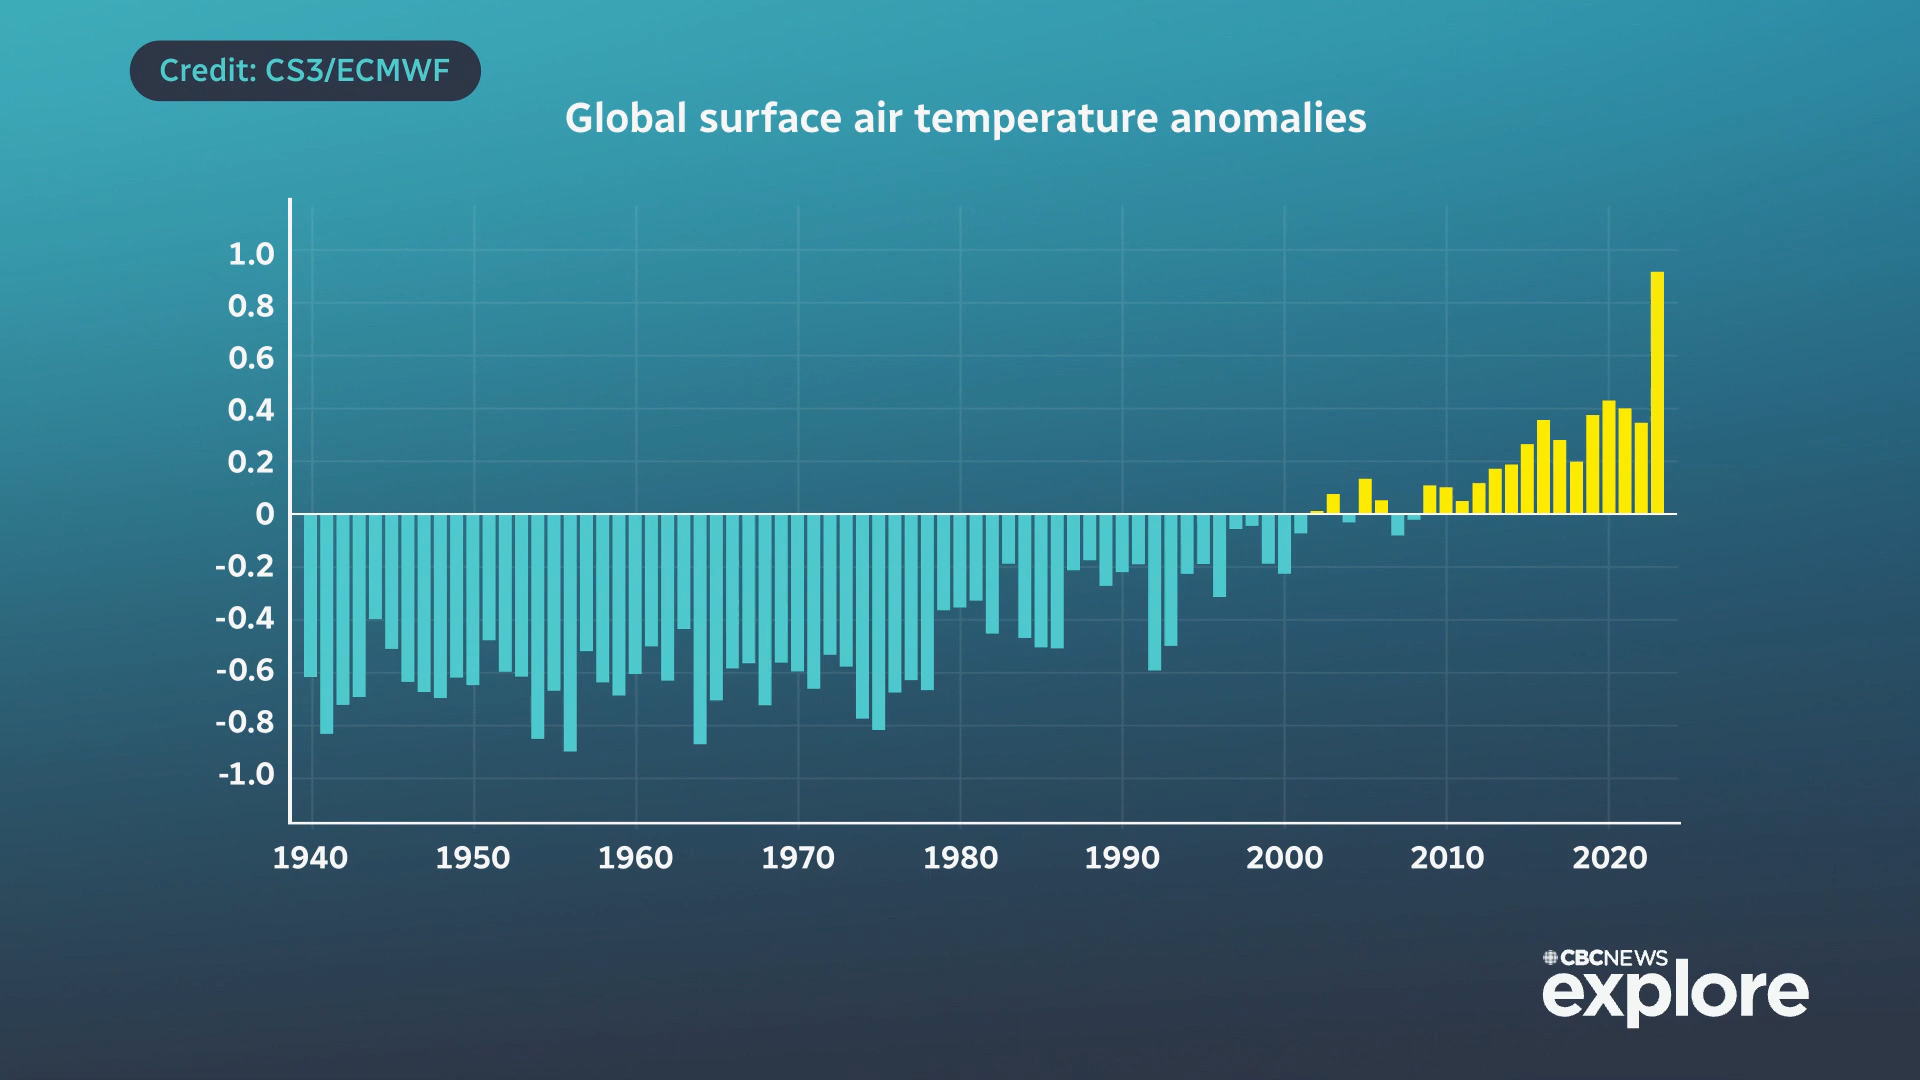 Credit: CS3/ECMWF
Global surface air temperature anomalies
1.0
0.8
0.6
0.4
0.2
0
-0.2
-0.4
-0.6
-0.8
-1.0
1940 1950 1960 1970 1980 1990 2000 2010 2020
CBCNEWS
explore